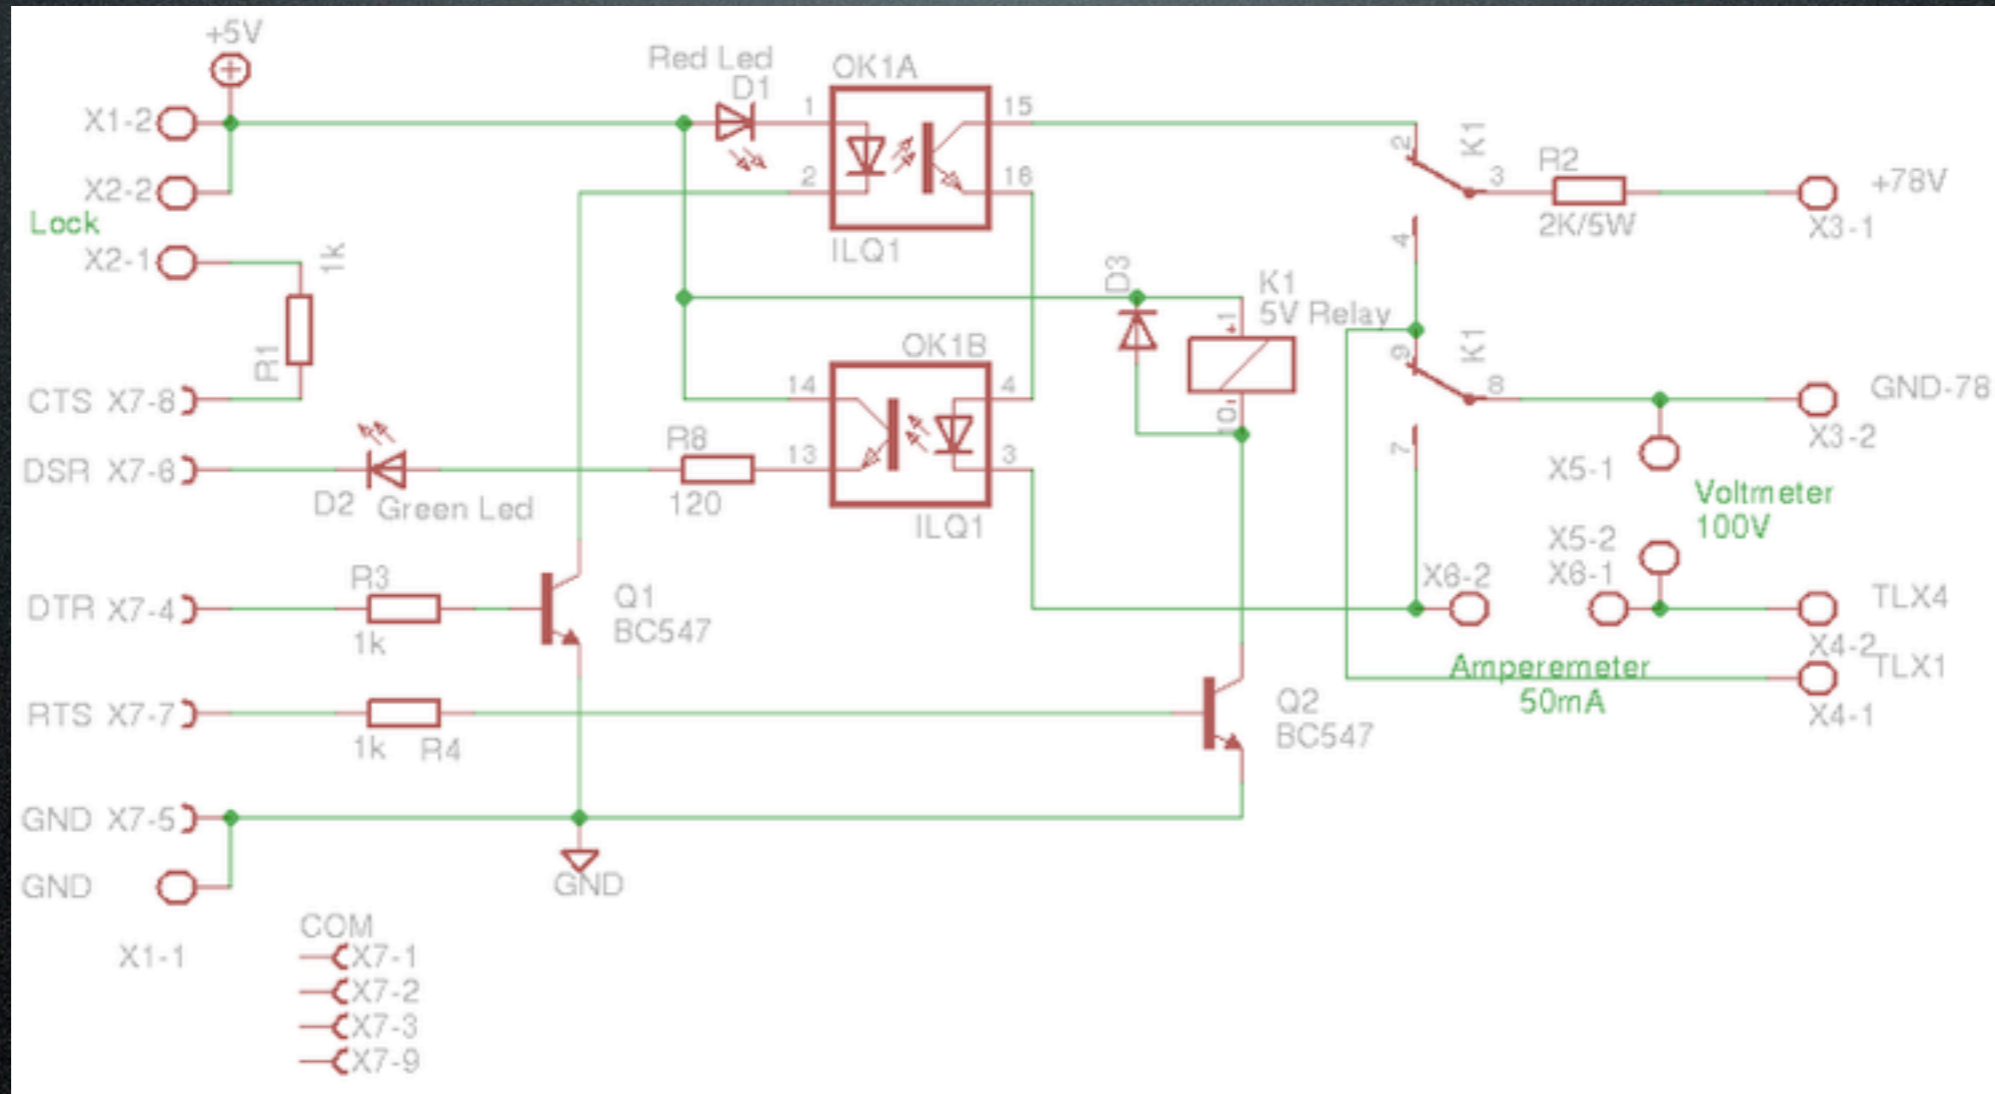 +5V
X1-2
X2-2
Lock
X2-1
1k
R1
CTS X7-8
DSR X7-6
D2
Green Led
DTR X7-4
R3
1k
RTS X7-7
1k
R4
GND X7-5
GND
X1-1
GND
COM
X7-1
X7-2
X7-3
X7-9
Red Led
D1
OK1A
1
2
15
16
ILQ1
OK1B
14
13
4
3
ILQ1
R8
120
Q1
BC547
D3
K1
5V Relay
+1
10-
Q2
BC547
2
K1
3
4
R2
2K/5W
+78V
X3-1
9
K1
8
7
GND-78
X3-2
X5-1
Voltmeter
100V
X5-2
X6-1
X6-2
TLX4
X4-2
TLX1
X4-1
Amperemeter
50mA